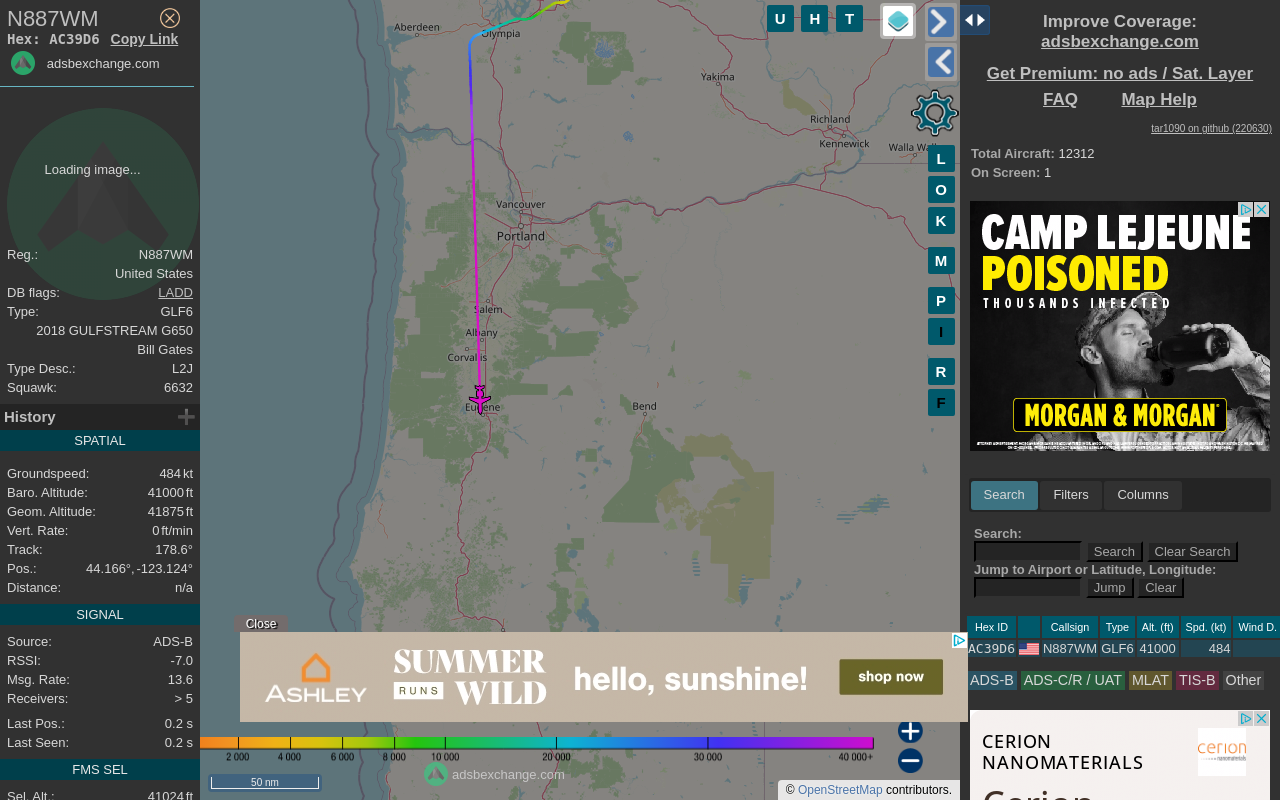 N887WM
Hex: AC39D6 Copy Link
adsbexchange.com
Loading image...
Reg.: N887WM
United States
DB flags: LADD
Type: GLF6
2018 GULFSTREAM G650
Bill Gates
Type Desc.: L2J
Squawk: 6632
History
SPATIAL
Groundspeed: 484 kt
Baro. Altitude: 41000 ft
Geom. Altitude: 41875 ft
Vert. Rate: 0 ft/min
Track: 178.6°
Pos.: 44.166°, -123.124°
Distance: n/a
SIGNAL
Source: ADS-B
RSSI: -7.0
Msg. Rate: 13.6
Receivers: > 5
Last Pos.: 0.2 s
Last Seen: 0.2 s
FMS SEL
Sel. Alt.: 41024 ft
Aberdeen
Olympia
Yakima
Richland
Kennewick
Walla
Vancouver
Portland
Salem
Albany
Corvallis
Eugene
Bend
U H T
L
O
K
M
P
I
R
F
Close
ASHLEY
SUMMER
RUNS WILD
hello, sunshine!
shop now
2 000 4 000 6 000 8 000 10 000 20 000 30 000 40 000+
adsbexchange.com
50 nm
© OpenStreetMap contributors.
Improve Coverage:
adsbexchange.com
Get Premium: no ads / Sat. Layer
FAQ Map Help
tar1090 on github (220630)
Total Aircraft: 12312
On Screen: 1
CAMP LEJEUNE
POISONED
THOUSANDS INFECTED
MORGAN & MORGAN
Search Filters Columns
Search:
Search Clear Search
Jump to Airport or Latitude, Longitude:
Jump Clear
Hex ID Callsign Type Alt. (ft) Spd. (kt) Wind D.
AC39D6 N887WM GLF6 41000 484
ADS-B ADS-C/R / UAT MLAT TIS-B Other
CERION
NANOMATERIALS
cerion
nanomaterials
Cerion